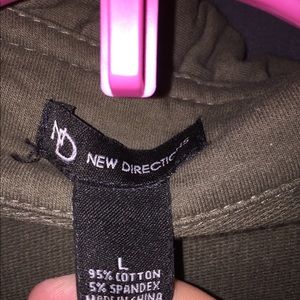 ND NEW DIRECTIONS
L
95% COTTON
5% SPANDEX
MADE IN CHINA